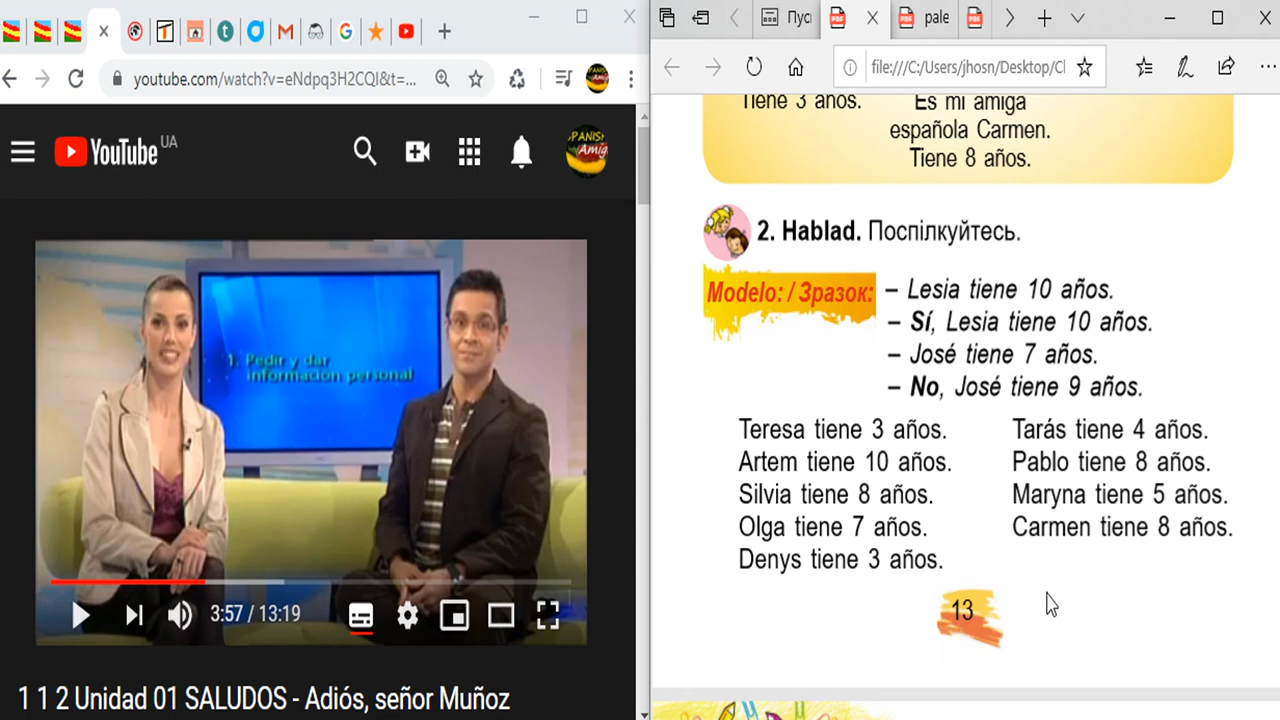 youtube.com/watch?v=eNdpq3H2CQI&t=...
YouTube UA
PANIS
Amig
1. Pedir y dar
información personal
3:57 / 13:19
1 1 2 Unidad 01 SALUDOS - Adiós, señor Muñoz
Пус
pale
file:///C:/Users/jhosn/Desktop/Cl
Tiene 3 años.
Es mi amiga
española Carmen.
Tiene 8 años.
2. Hablad. Поспілкуйтесь.
Modelo: / Зразок:
– Lesia tiene 10 años.
– Sí, Lesia tiene 10 años.
– José tiene 7 años.
– No, José tiene 9 años.
Teresa tiene 3 años.
Artem tiene 10 años.
Silvia tiene 8 años.
Olga tiene 7 años.
Denys tiene 3 años.
Tarás tiene 4 años.
Pablo tiene 8 años.
Maryna tiene 5 años.
Carmen tiene 8 años.
13